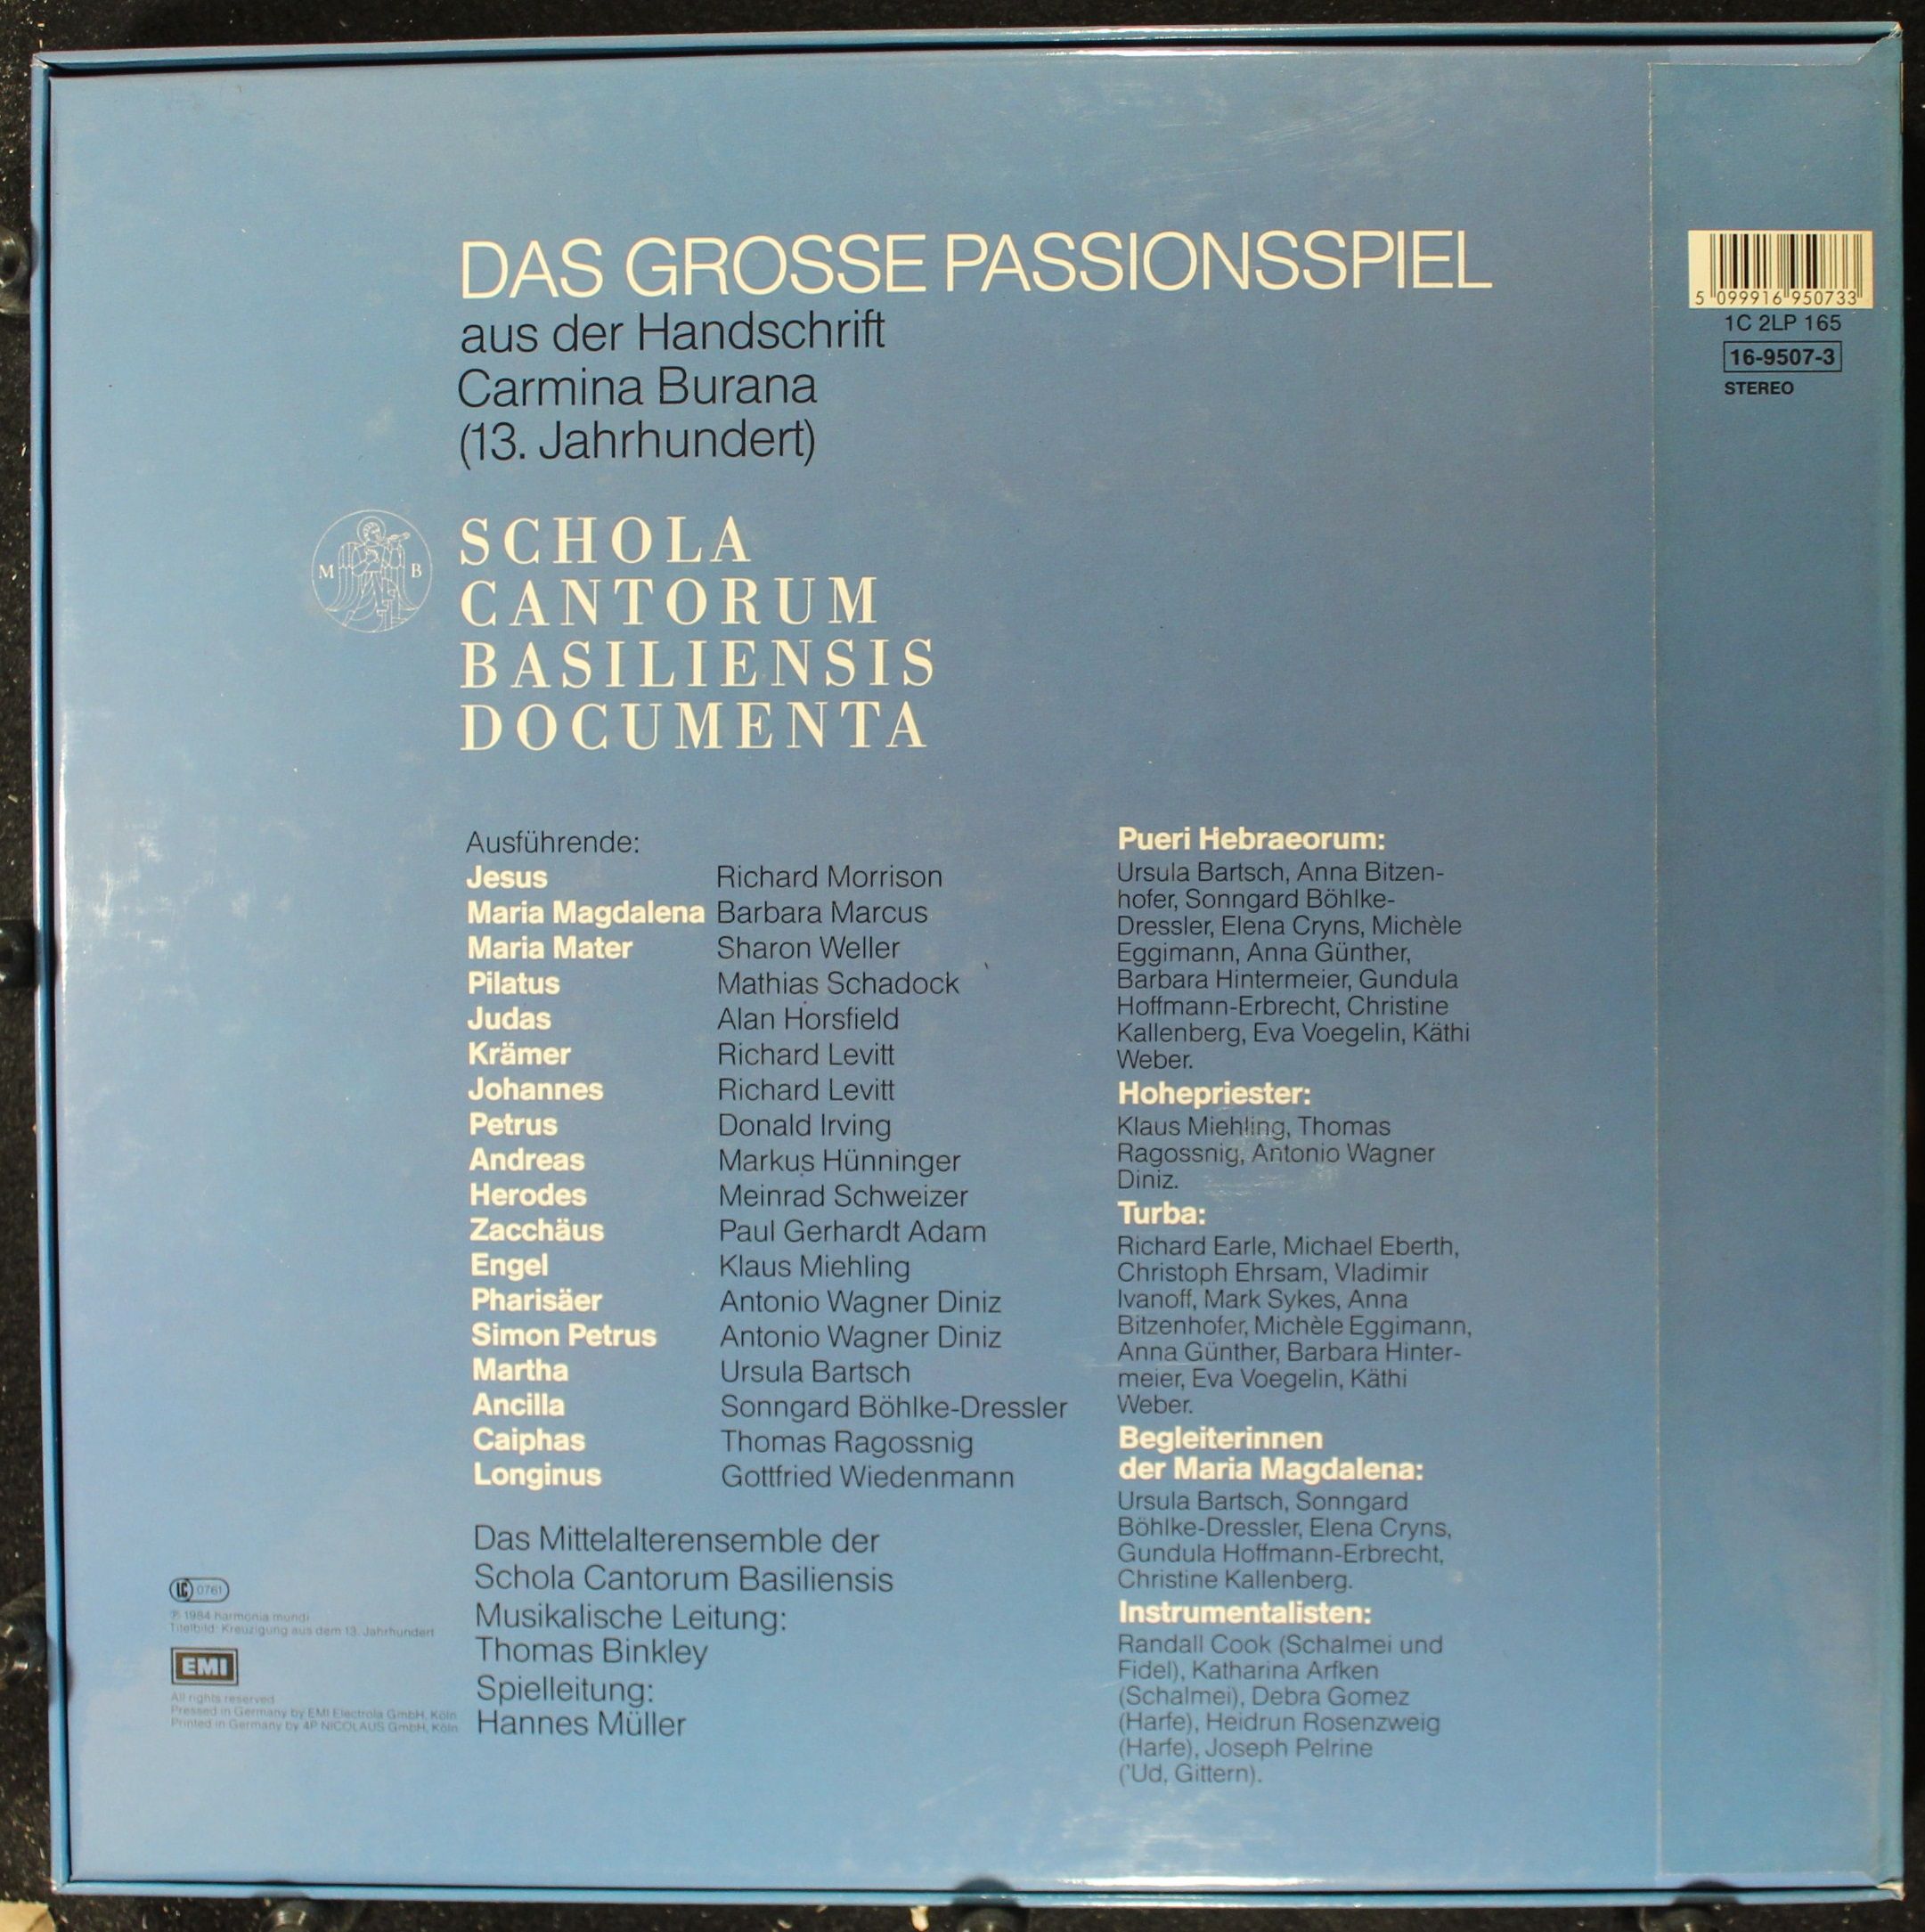 DAS GROSSE PASSIONSSPIEL
aus der Handschrift
Carmina Burana
(13. Jahrhundert)
5 099916 950733
1C 2LP 165
16-9507-3
STEREO
M B
SCHOLA
CANTORUM
BASILIENSIS
DOCUMENTA
Ausführende:
Jesus Richard Morrison
Maria Magdalena Barbara Marcus
Maria Mater Sharon Weller
Pilatus Mathias Schadock
Judas Alan Horsfield
Krämer Richard Levitt
Johannes Richard Levitt
Petrus Donald Irving
Andreas Markus Hünninger
Herodes Meinrad Schweizer
Zacchäus Paul Gerhardt Adam
Engel Klaus Miehling
Pharisäer Antonio Wagner Diniz
Simon Petrus Antonio Wagner Diniz
Martha Ursula Bartsch
Ancilla Sonngard Böhlke-Dressler
Caiphas Thomas Ragossnig
Longinus Gottfried Wiedenmann
Das Mittelalterensemble der
Schola Cantorum Basiliensis
Musikalische Leitung:
Thomas Binkley
Spielleitung:
Hannes Müller
Pueri Hebraeorum:
Ursula Bartsch, Anna Bitzen-
hofer, Sonngard Böhlke-
Dressler, Elena Cryns, Michèle
Eggimann, Anna Günther,
Barbara Hintermeier, Gundula
Hoffmann-Erbrecht, Christine
Kallenberg, Eva Voegelin, Käthi
Weber.
Hohepriester:
Klaus Miehling, Thomas
Ragossnig, Antonio Wagner
Diniz.
Turba:
Richard Earle, Michael Eberth,
Christoph Ehrsam, Vladimir
Ivanoff, Mark Sykes, Anna
Bitzenhofer, Michèle Eggimann,
Anna Günther, Barbara Hinter-
meier, Eva Voegelin, Käthi
Weber.
Begleiterinnen
der Maria Magdalena:
Ursula Bartsch, Sonngard
Böhlke-Dressler, Elena Cryns,
Gundula Hoffmann-Erbrecht,
Christine Kallenberg.
Instrumentalisten:
Randall Cook (Schalmei und
Fidel), Katharina Arfken
(Schalmei), Debra Gomez
(Harfe), Heidrun Rosenzweig
(Harfe), Joseph Pelrine
('Ud, Gittern).
LC 0761
℗ 1984 harmonia mundi
Titelbild: Kreuzigung aus dem 13. Jahrhundert
EMI
All rights reserved
Pressed in Germany by EMI Electrola GmbH, Köln
Printed in Germany by 4P NICOLAUS GmbH, Köln